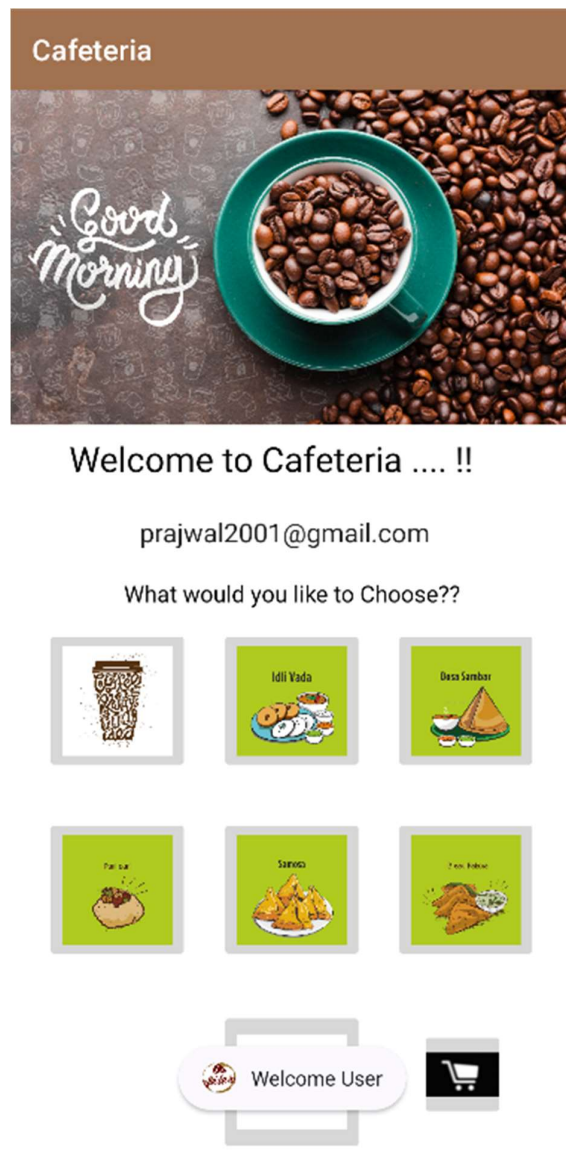 Cafeteria
Good
Morning
Welcome to Cafeteria .... !!
prajwal2001@gmail.com
What would you like to Choose??
Idli Vada
Dosa Sambar
Samosa
Welcome User